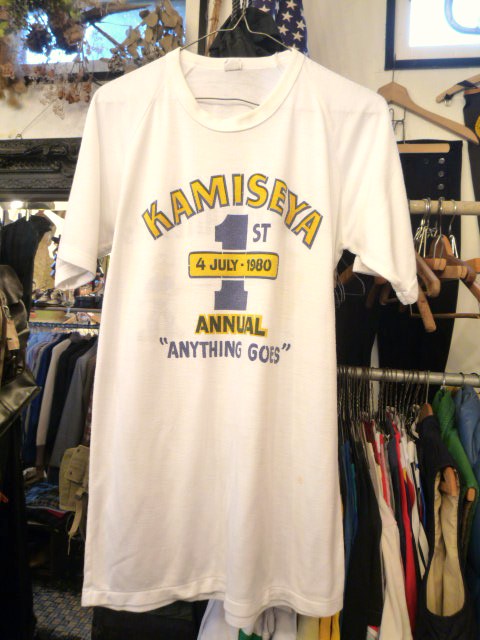 KAMISEYA
1ST
4 JULY · 1980
ANNUAL
"ANYTHING GOES"